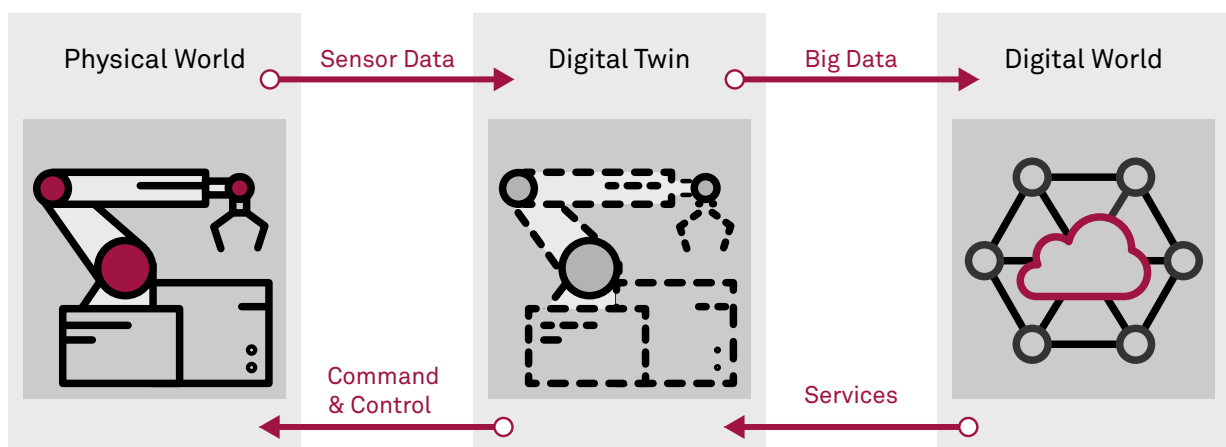 Physical World
Sensor Data
Digital Twin
Big Data
Digital World
Command
& Control
Services